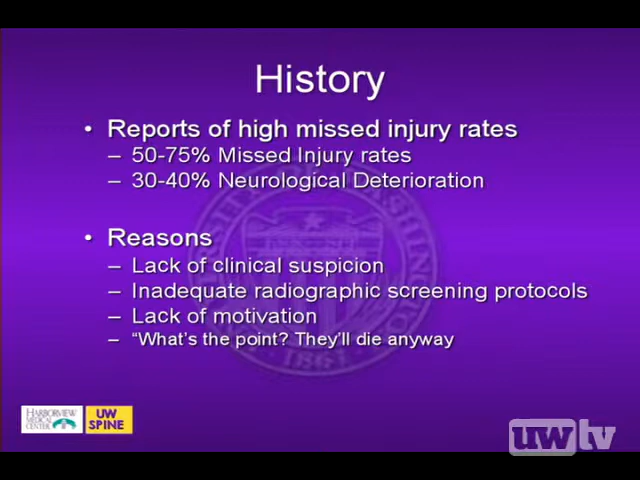 History
• Reports of high missed injury rates
– 50-75% Missed Injury rates
– 30-40% Neurological Deterioration
• Reasons
– Lack of clinical suspicion
– Inadequate radiographic screening protocols
– Lack of motivation
– “What’s the point? They’ll die anyway
HARBORVIEW
MEDICAL
CENTER
UW
SPINE
uwtv
1861